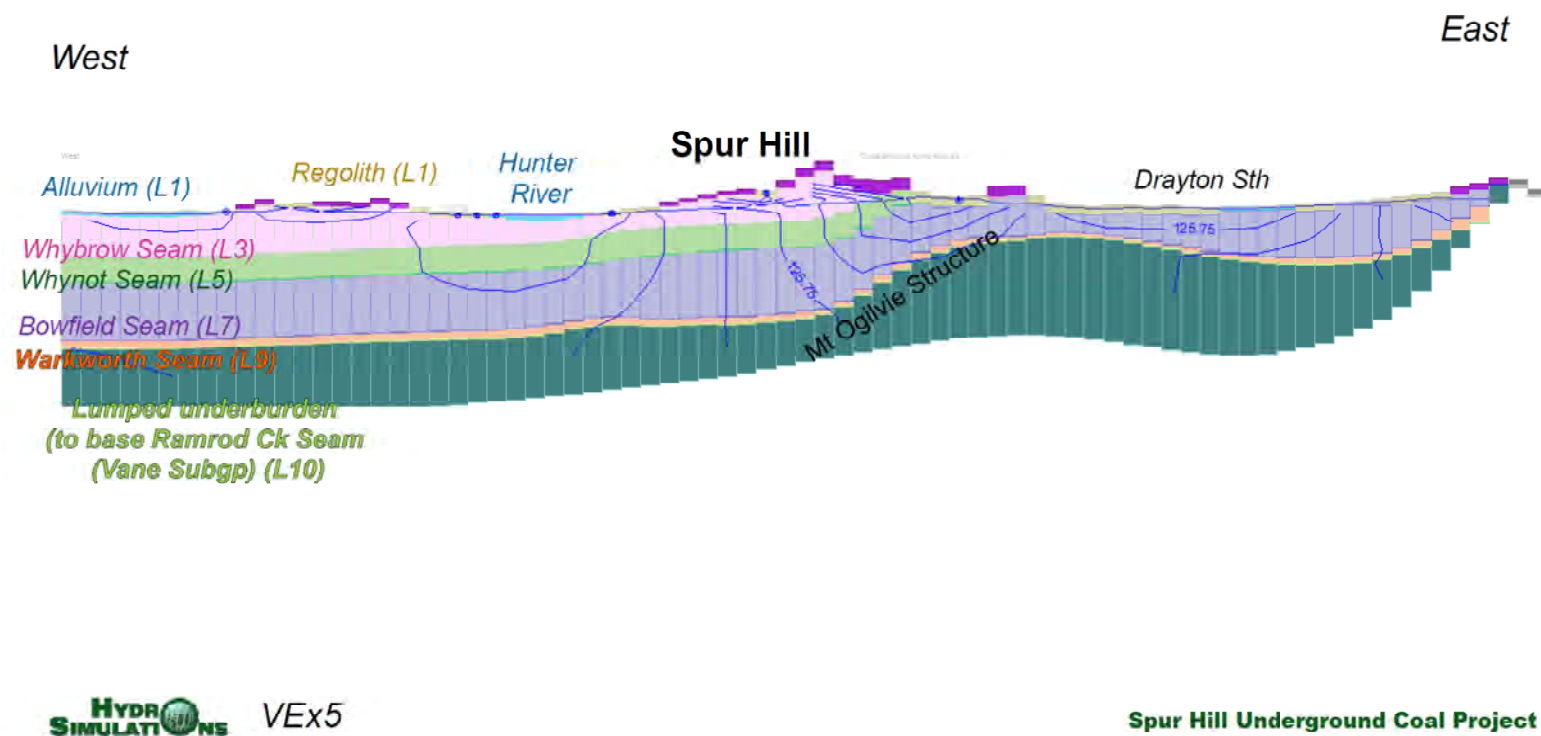 West
East
Spur Hill
West
Alluvium (L1)
Regolith (L1)
Hunter
River
Drayton Sth
Whybrow Seam (L3)
Whynot Seam (L5)
Bowfield Seam (L7)
Warkworth Seam (L9)
Lumped underburden
(to base Ramrod Ck Seam
(Vane Subgp) (L10)
125.75
125.75
Mt Ogilvie Structure
HYDRO
SIMULATIONS
VEx5
Spur Hill Underground Coal Project